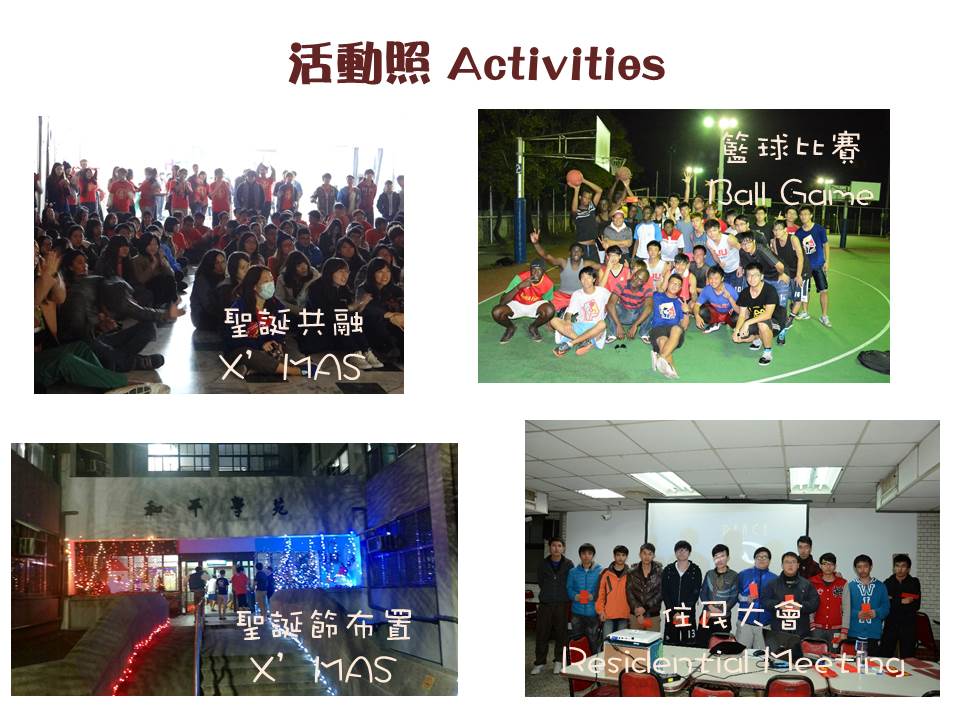 活動照 Activities
聖誕共融
X' MAS
籃球比賽
Ball Game
和平學苑
聖誕節布置
X' MAS
PEACE
住民大會
Residential Meeting